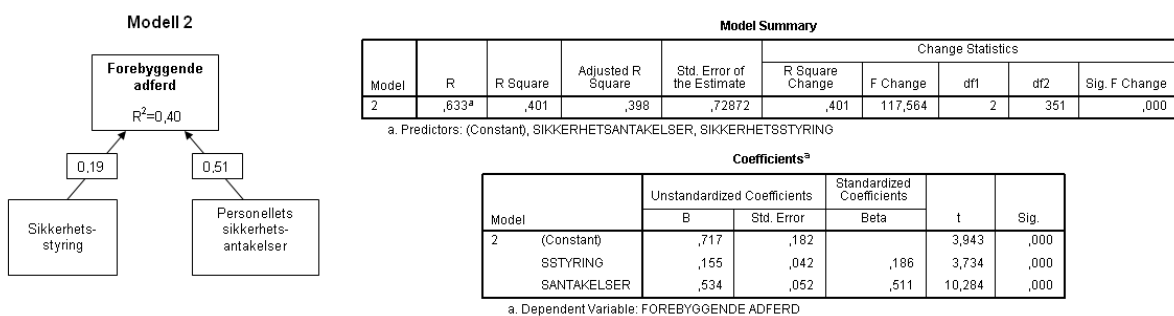 Modell 2
Forebyggende
adferd
R²=0,40
0,19
0,51
Sikkerhets-
styring
Personellets
sikkerhets-
antakelser
Model Summary
Model R R Square Adjusted R Square Std. Error of the Estimate Change Statistics
R Square Change F Change df1 df2 Sig. F Change
2 ,633ª ,401 ,398 ,72872 ,401 117,564 2 351 ,000
a. Predictors: (Constant), SIKKERHETSANTAKELSER, SIKKERHETSSTYRING
Coefficientsª
Model Unstandardized Coefficients Standardized Coefficients t Sig.
B Std. Error Beta
2 (Constant) ,717 ,182 3,943 ,000
SSTYRING ,155 ,042 ,186 3,734 ,000
SANTAKELSER ,534 ,052 ,511 10,284 ,000
a. Dependent Variable: FOREBYGGENDE ADFERD